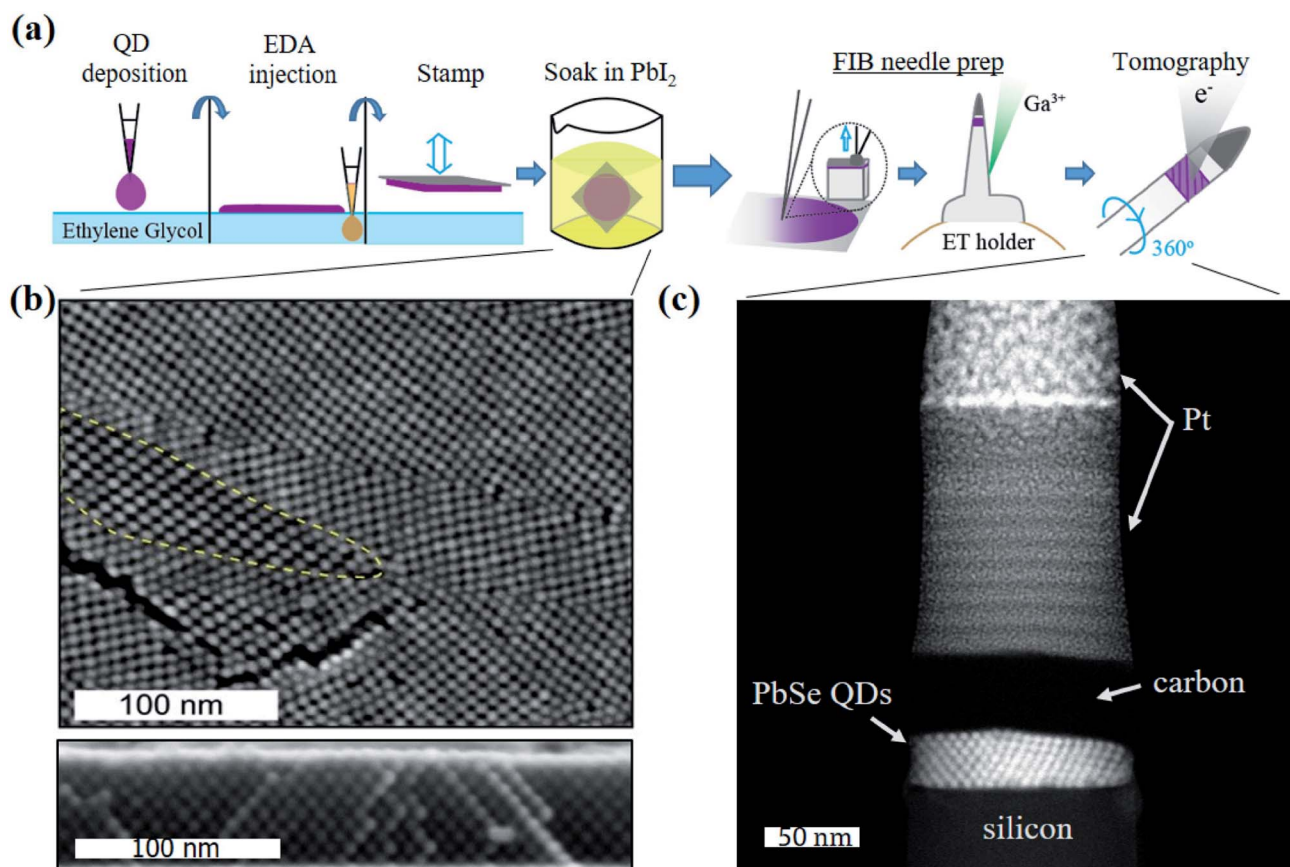 (a)
QD
deposition
EDA
injection
Stamp
Soak in PbI₂
FIB needle prep
Tomography
e⁻
Ga³⁺
Ethylene Glycol
ET holder
360º
(b)
100 nm
100 nm
(c)
Pt
carbon
PbSe QDs
silicon
50 nm